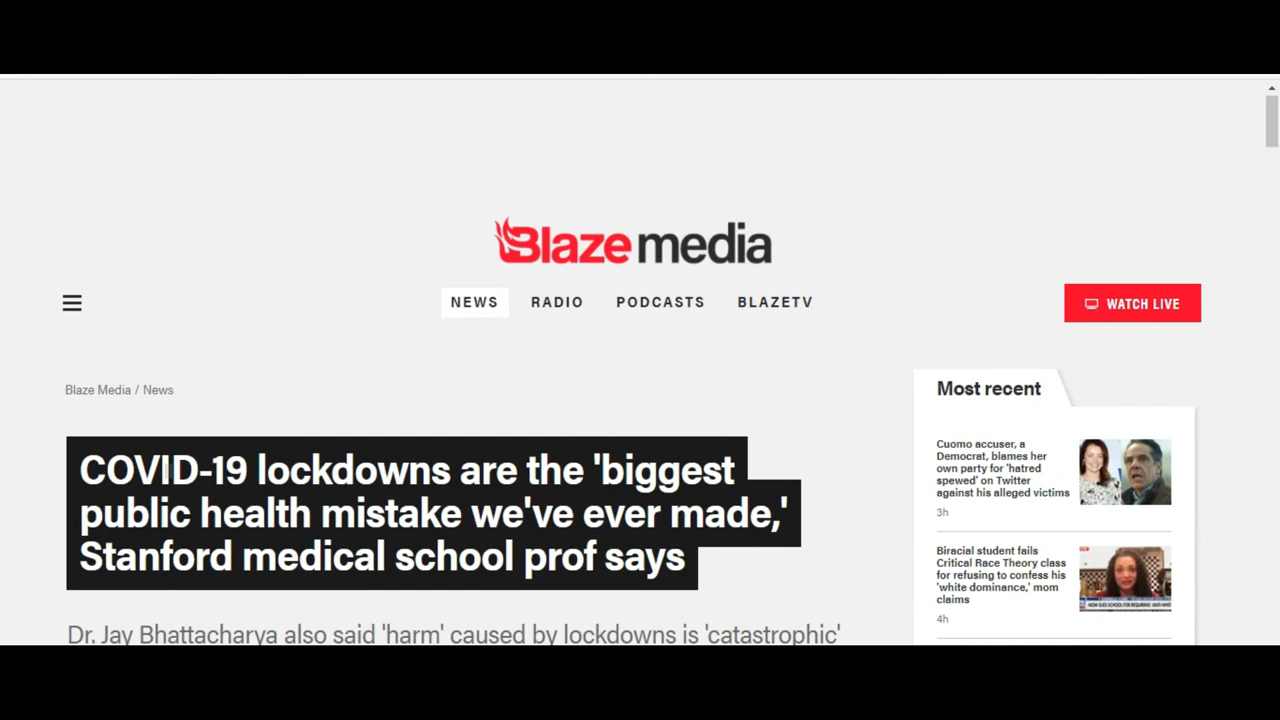 Blaze media
NEWS RADIO PODCASTS BLAZETV
WATCH LIVE
Blaze Media / News
COVID-19 lockdowns are the 'biggest
public health mistake we've ever made,'
Stanford medical school prof says
Dr. Jay Bhattacharya also said 'harm' caused by lockdowns is 'catastrophic'
Most recent
Cuomo accuser, a
Democrat, blames her
own party for 'hatred
spewed' on Twitter
against his alleged victims
3h
Biracial student fails
Critical Race Theory class
for refusing to confess his
'white dominance,' mom
claims
4h